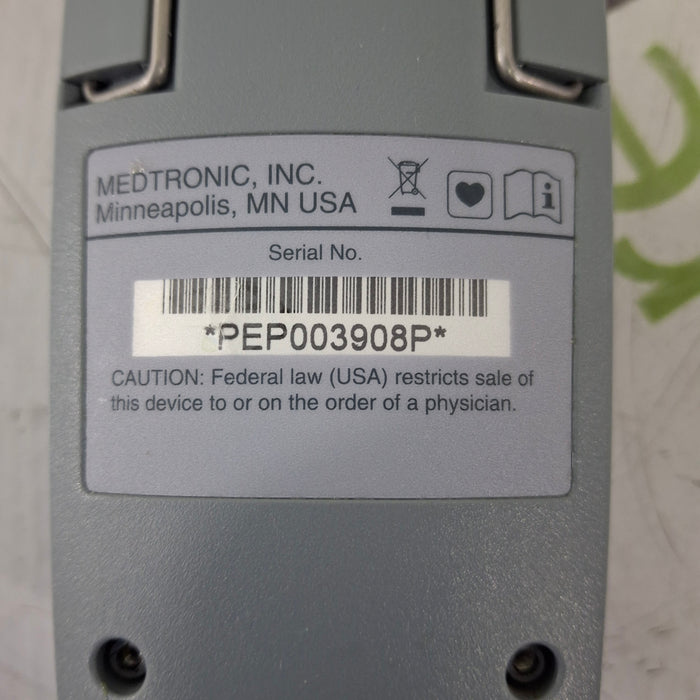 MEDTRONIC, INC.
Minneapolis, MN USA
Serial No.
*PEP003908P*
CAUTION: Federal law (USA) restricts sale of
this device to or on the order of a physician.